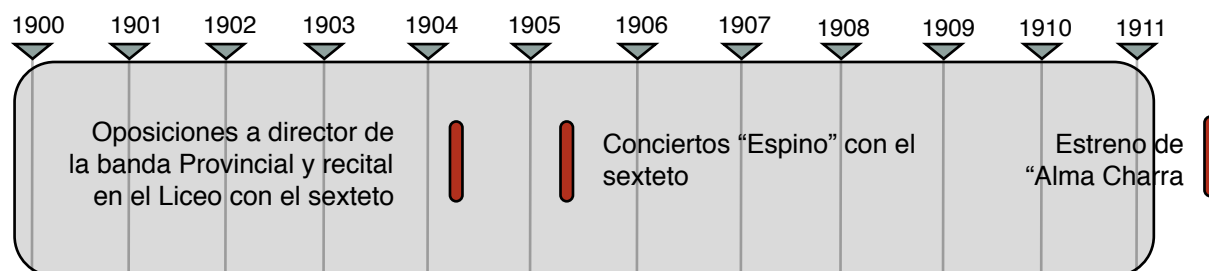 1900 1901 1902 1903 1904 1905 1906 1907 1908 1909 1910 1911
Oposiciones a director de
la banda Provincial y recital
en el Liceo con el sexteto
Conciertos “Espino” con el
sexteto
Estreno de
“Alma Charra